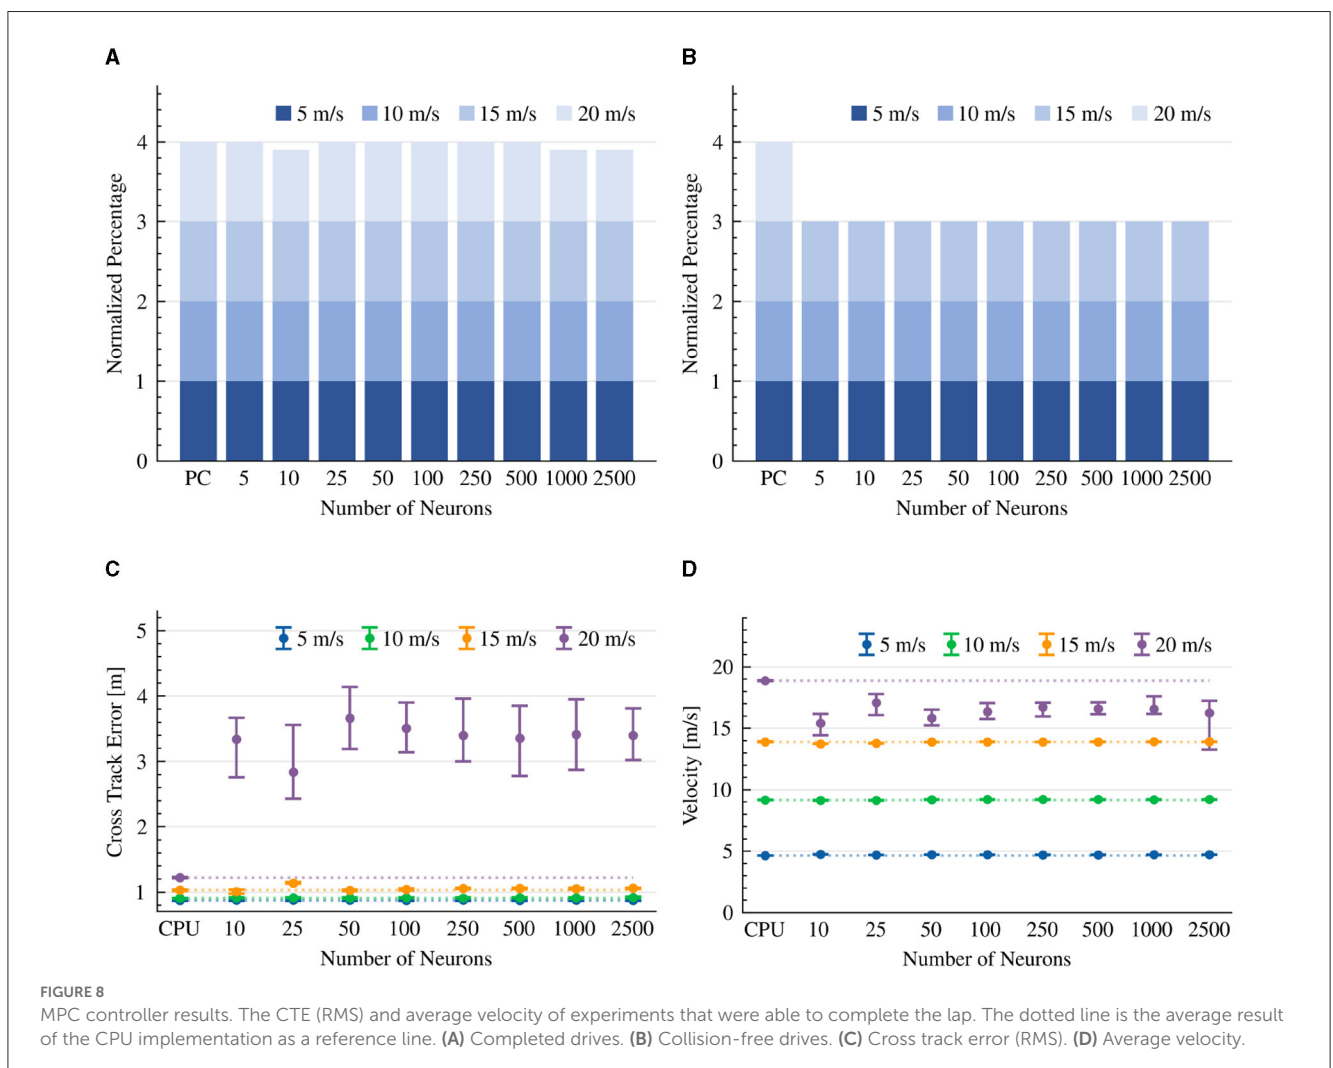 A
5 m/s 10 m/s 15 m/s 20 m/s
Normalized Percentage
4
3
2
1
0
PC 5 10 25 50 100 250 500 1000 2500
Number of Neurons
B
5 m/s 10 m/s 15 m/s 20 m/s
Normalized Percentage
4
3
2
1
0
PC 5 10 25 50 100 250 500 1000 2500
Number of Neurons
C
5 m/s 10 m/s 15 m/s 20 m/s
Cross Track Error [m]
5
4
3
2
1
CPU 10 25 50 100 250 500 1000 2500
Number of Neurons
D
5 m/s 10 m/s 15 m/s 20 m/s
Velocity [m/s]
20
15
10
5
0
CPU 10 25 50 100 250 500 1000 2500
Number of Neurons
FIGURE 8
MPC controller results. The CTE (RMS) and average velocity of experiments that were able to complete the lap. The dotted line is the average result
of the CPU implementation as a reference line. (A) Completed drives. (B) Collision-free drives. (C) Cross track error (RMS). (D) Average velocity.